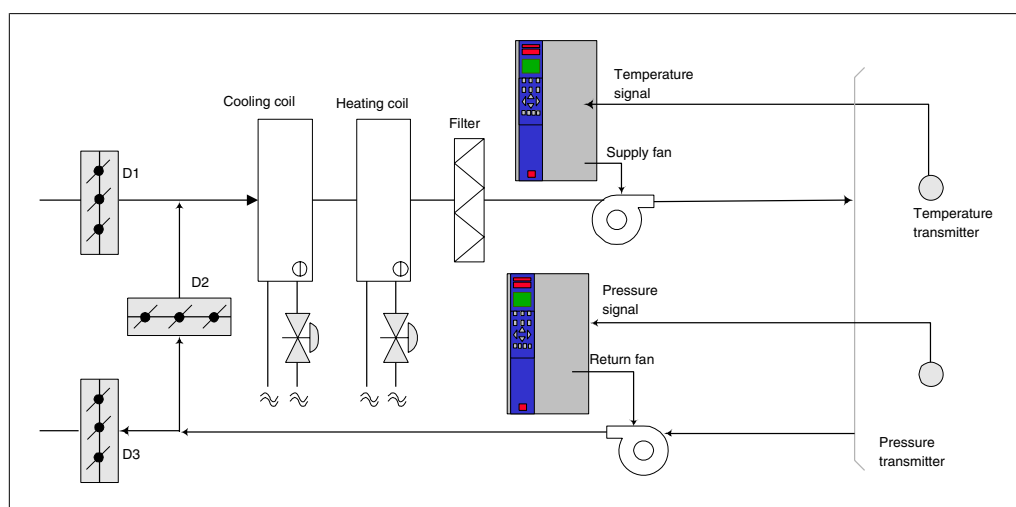 Temperature
signal
Cooling coil
Heating coil
Filter
Supply fan
D1
Temperature
transmitter
D2
Pressure
signal
Return fan
D3
Pressure
transmitter